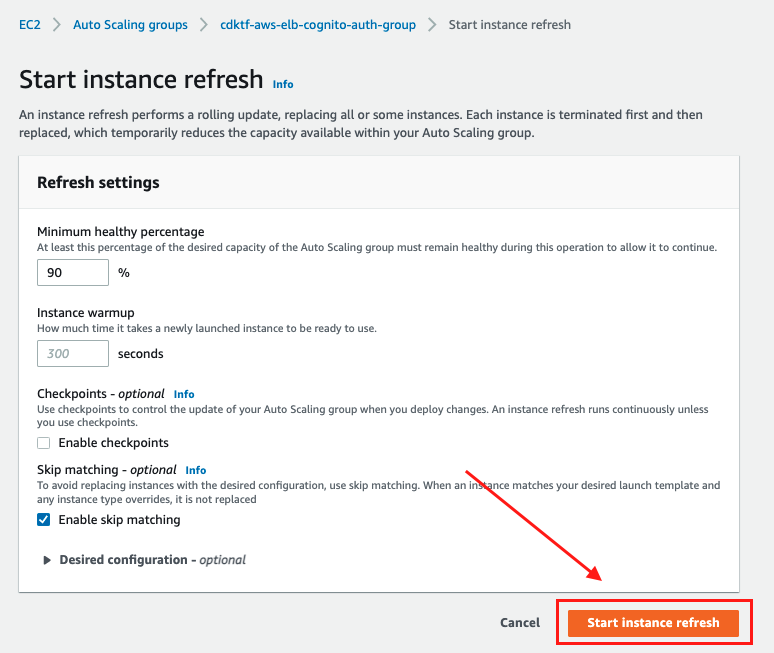 EC2 > Auto Scaling groups > cdktf-aws-elb-cognito-auth-group > Start instance refresh
Start instance refresh Info
An instance refresh performs a rolling update, replacing all or some instances. Each instance is terminated first and then
replaced, which temporarily reduces the capacity available within your Auto Scaling group.
Refresh settings
Minimum healthy percentage
At least this percentage of the desired capacity of the Auto Scaling group must remain healthy during this operation to allow it to continue.
90 %
Instance warmup
How much time it takes a newly launched instance to be ready to use.
300 seconds
Checkpoints - optional Info
Use checkpoints to control the update of your Auto Scaling group when you deploy changes. An instance refresh runs continuously unless
you use checkpoints.
Enable checkpoints
Skip matching - optional Info
To avoid replacing instances with the desired configuration, use skip matching. When an instance matches your desired launch template and
any instance type overrides, it is not replaced
Enable skip matching
Desired configuration - optional
Cancel Start instance refresh